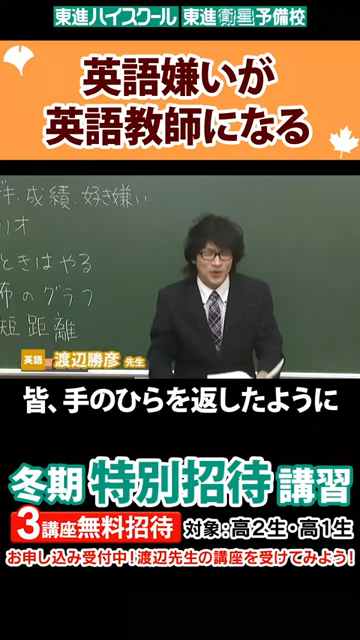 東進ハイスクール 東進衛星予備校
英語嫌いが
英語教師になる
成績、好き嫌い
ときはやる
布のグラフ
短距離
英語 渡辺勝彦 先生
皆、手のひらを返したように
冬期 特別招待 講習
3講座無料招待 対象:高2生・高1生
お申し込み受付中!渡辺先生の講座を受けてみよう!